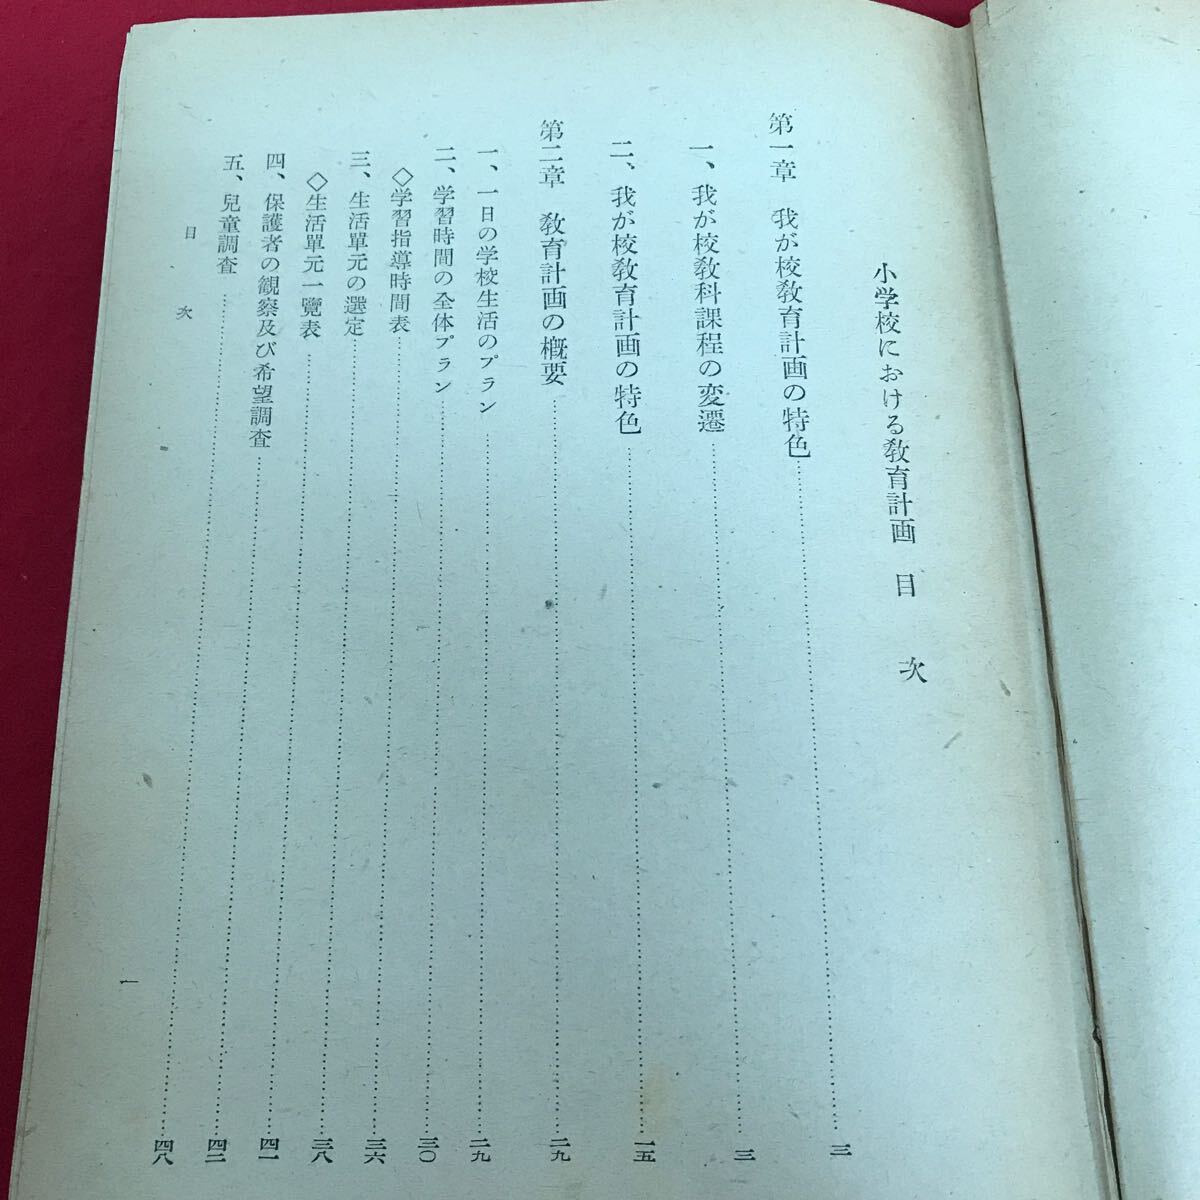 小学校における教育計画　目　次
第一章　我が校教育計画の特色……三
一、我が校教科課程の変遷……三
二、我が校教育計画の特色……一五
第二章　教育計画の概要……二九
一、一日の学校生活のプラン……二九
二、学習時間の全体プラン……三〇
◇学習指導時間表……三六
三、生活單元の選定……三八
◇生活單元一覽表……四一
四、保護者の観察及び希望調査……四二
五、兒童調査……四八
目　次
一